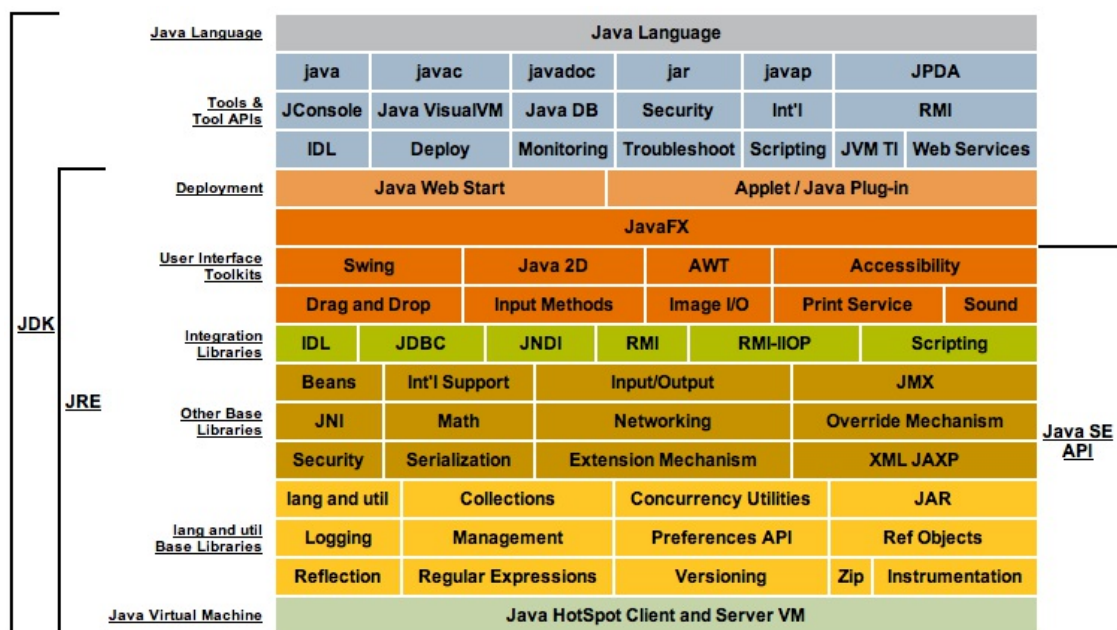 Java Language Java Language
java javac javadoc jar javap JPDA
Tools &
Tool APIs
JConsole Java VisualVM Java DB Security Int'l RMI
IDL Deploy Monitoring Troubleshoot Scripting JVM TI Web Services
Deployment Java Web Start Applet / Java Plug-in
JavaFX
User Interface
Toolkits
Swing Java 2D AWT Accessibility
Drag and Drop Input Methods Image I/O Print Service Sound
JDK
Integration
Libraries
IDL JDBC JNDI RMI RMI-IIOP Scripting
Beans Int'l Support Input/Output JMX
JRE
Other Base
Libraries
JNI Math Networking Override Mechanism
Java SE
API
Security Serialization Extension Mechanism XML JAXP
lang and util Collections Concurrency Utilities JAR
lang and util
Base Libraries
Logging Management Preferences API Ref Objects
Reflection Regular Expressions Versioning Zip Instrumentation
Java Virtual Machine Java HotSpot Client and Server VM